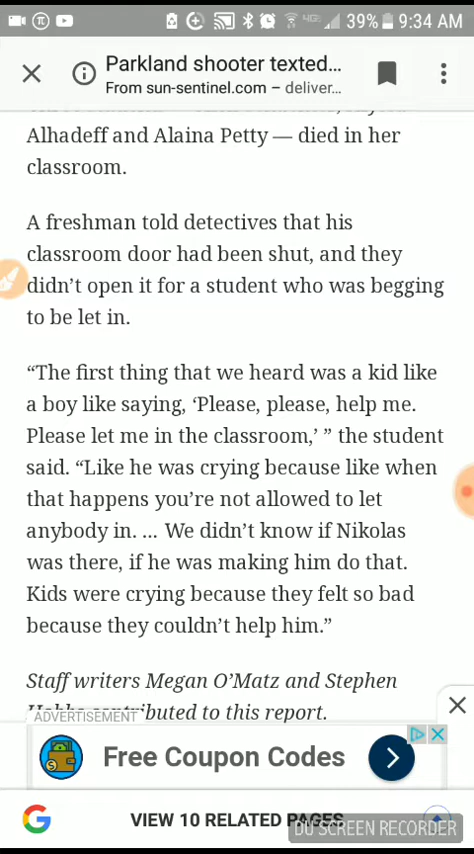 39% 9:34 AM
Parkland shooter texted...
From sun-sentinel.com – deliver...
Alhadeff and Alaina Petty — died in her
classroom.
A freshman told detectives that his
classroom door had been shut, and they
didn’t open it for a student who was begging
to be let in.
“The first thing that we heard was a kid like
a boy like saying, ‘Please, please, help me.
Please let me in the classroom,’ ” the student
said. “Like he was crying because like when
that happens you’re not allowed to let
anybody in. ... We didn’t know if Nikolas
was there, if he was making him do that.
Kids were crying because they felt so bad
because they couldn’t help him.”
Staff writers Megan O’Matz and Stephen
contributed to this report.
ADVERTISEMENT
Free Coupon Codes
VIEW 10 RELATED PAGES
DU SCREEN RECORDER